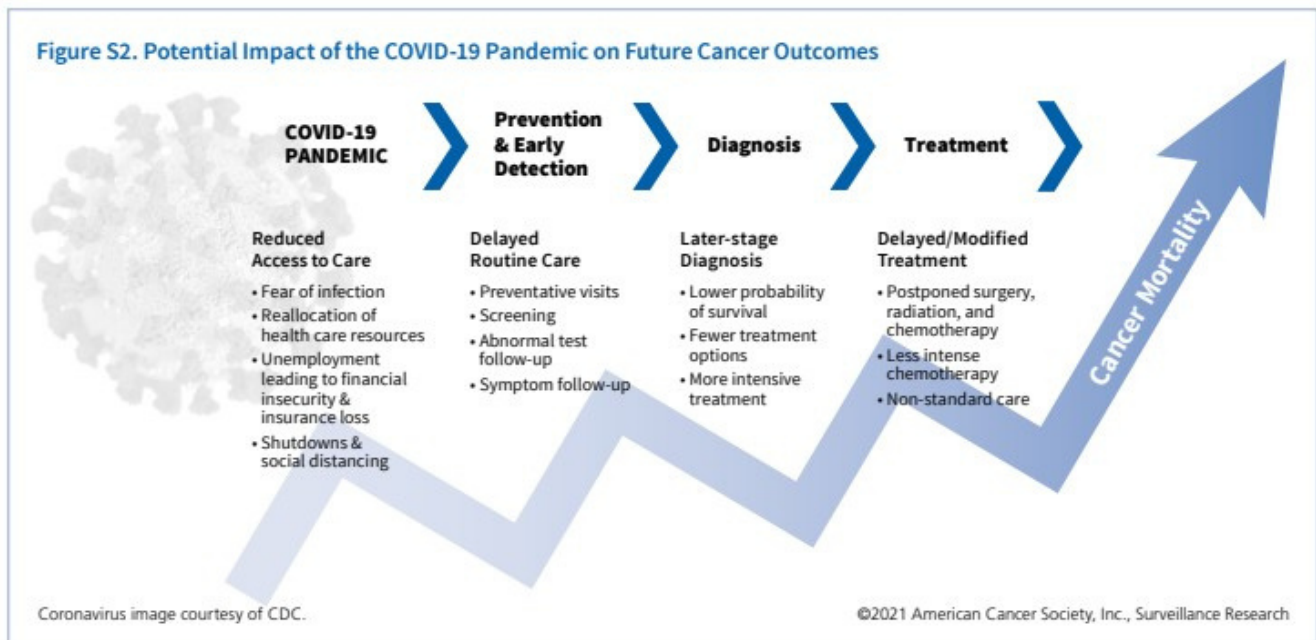 Figure S2. Potential Impact of the COVID-19 Pandemic on Future Cancer Outcomes
COVID-19
PANDEMIC
Prevention
& Early
Detection
Diagnosis
Treatment
Reduced
Access to Care
• Fear of infection
• Reallocation of
health care resources
• Unemployment
leading to financial
insecurity &
insurance loss
• Shutdowns &
social distancing
Delayed
Routine Care
• Preventative visits
• Screening
• Abnormal test
follow-up
• Symptom follow-up
Later-stage
Diagnosis
• Lower probability
of survival
• Fewer treatment
options
• More intensive
treatment
Delayed/Modified
Treatment
• Postponed surgery,
radiation, and
chemotherapy
• Less intense
chemotherapy
• Non-standard care
Cancer Mortality
Coronavirus image courtesy of CDC.
©2021 American Cancer Society, Inc., Surveillance Research